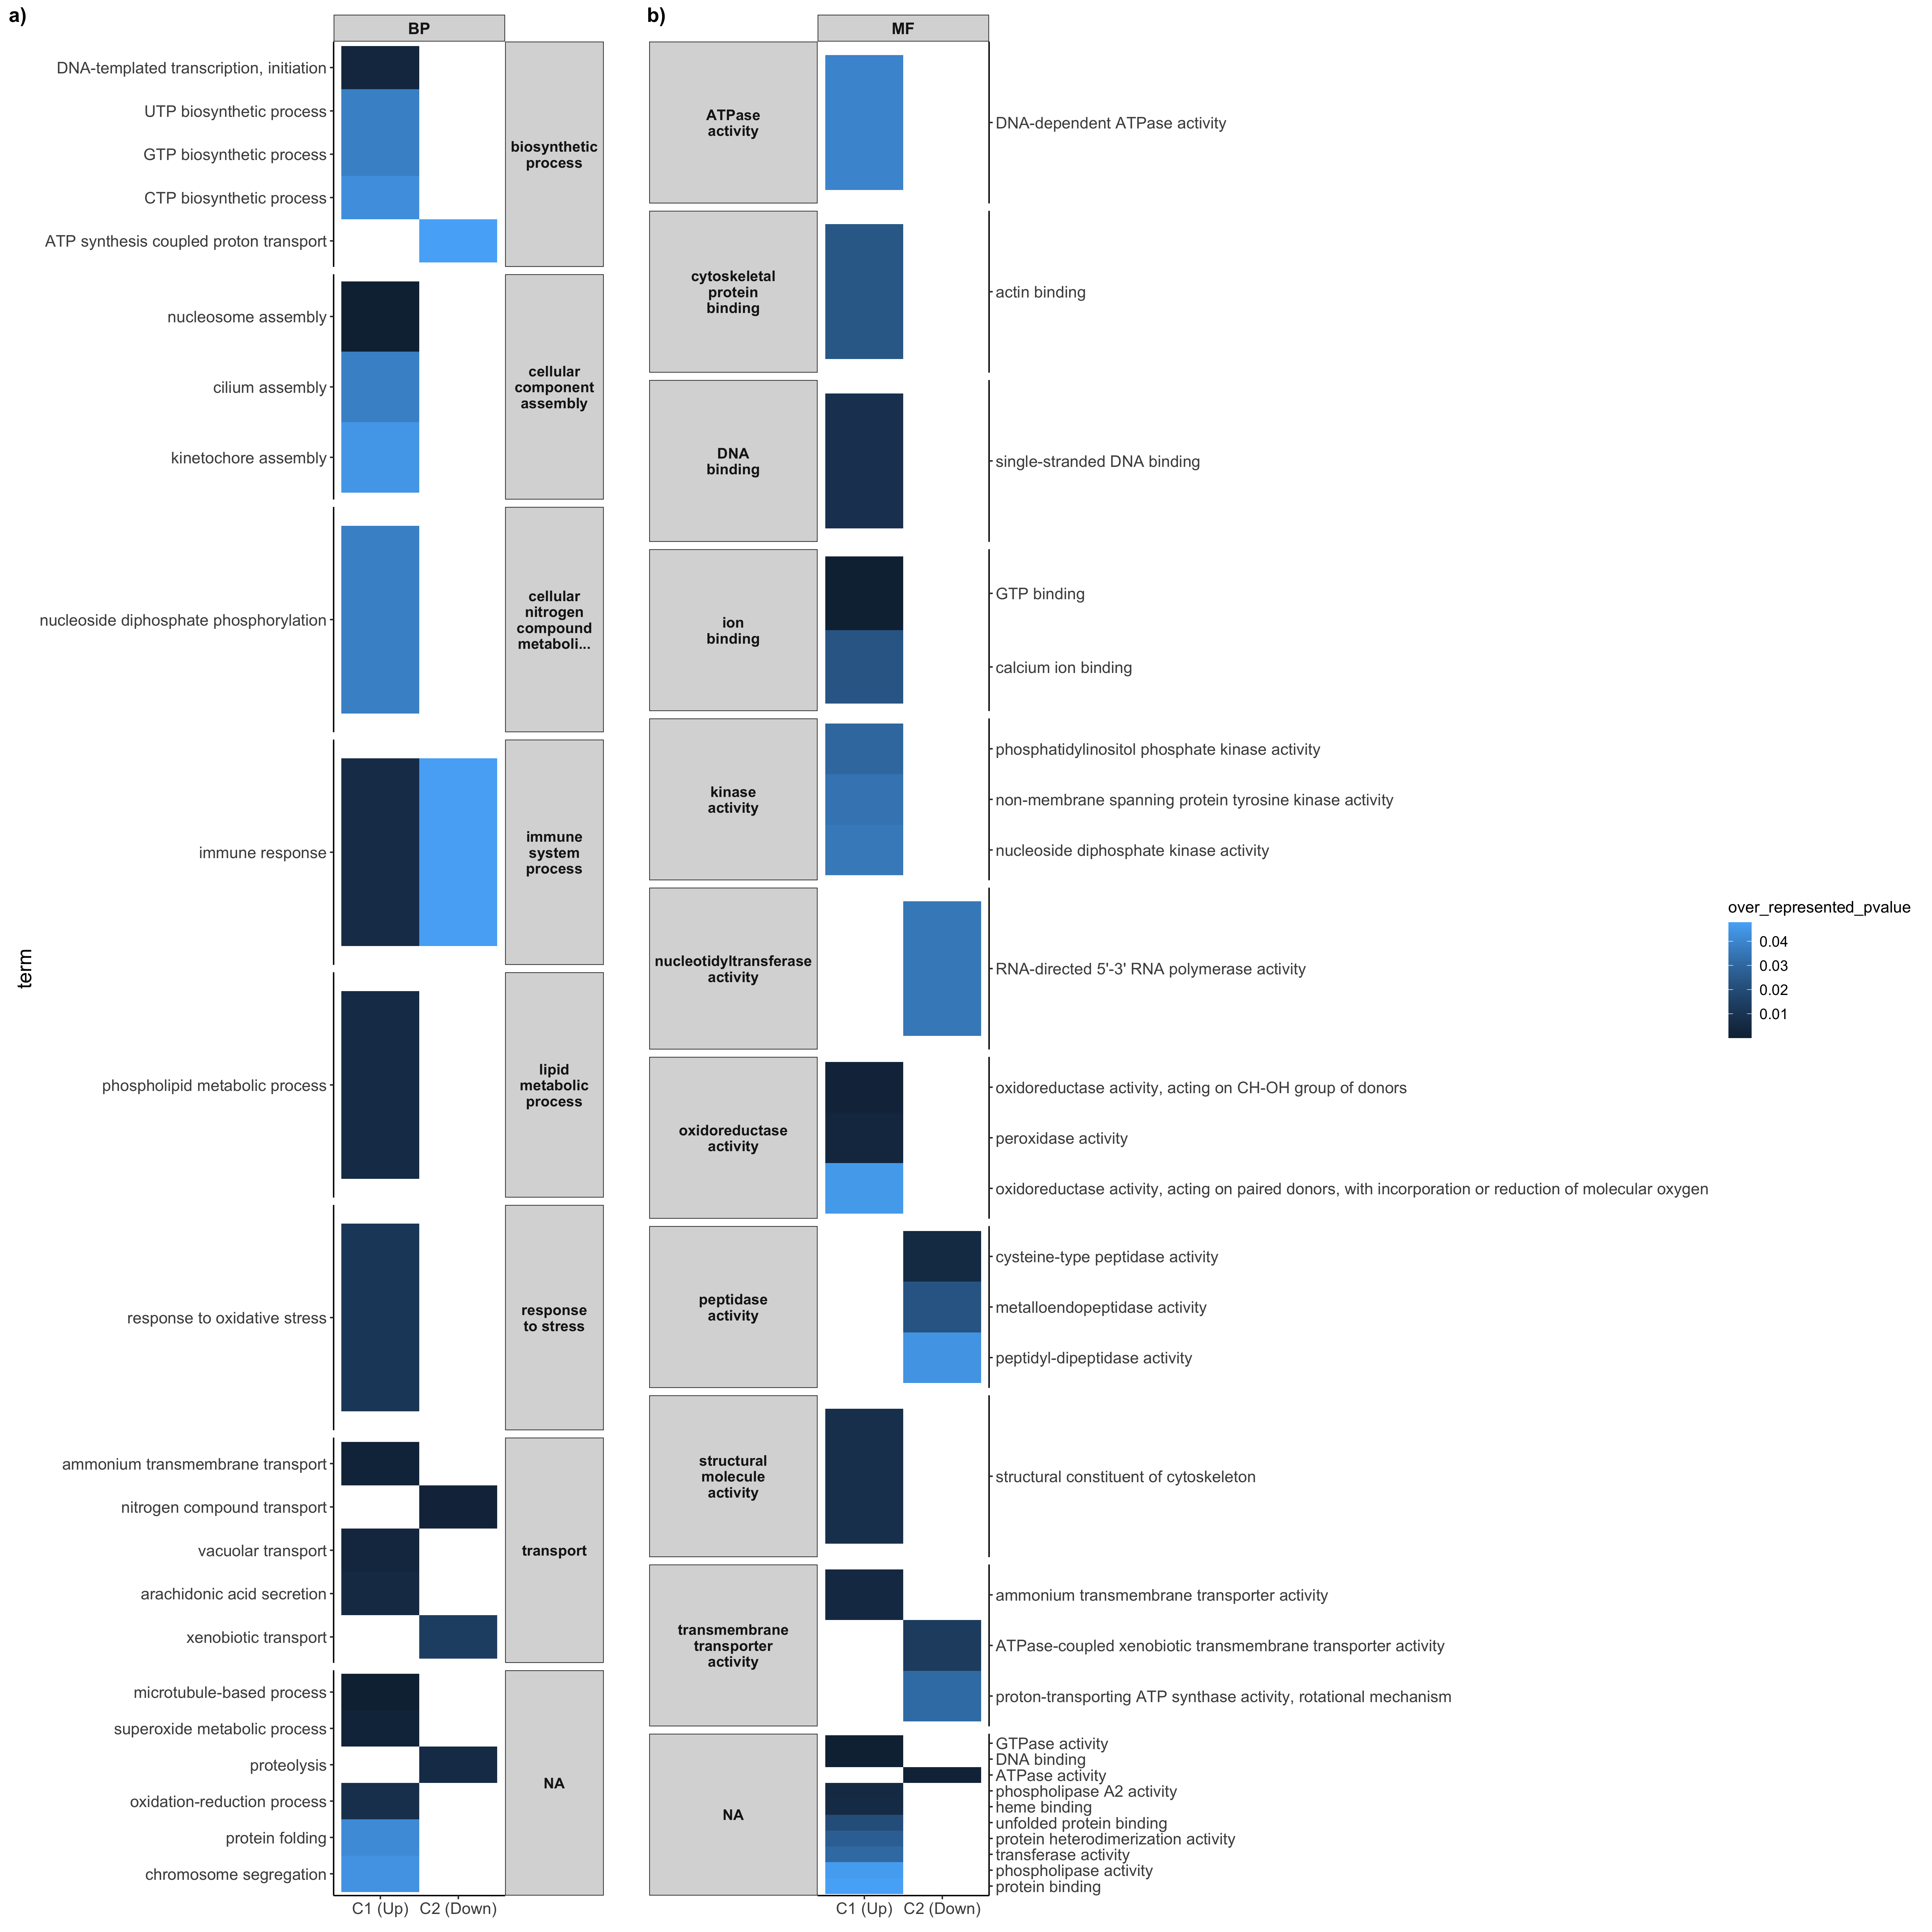 a)
BP
term
DNA-templated transcription, initiation
UTP biosynthetic process
GTP biosynthetic process
CTP biosynthetic process
ATP synthesis coupled proton transport
biosynthetic
process
nucleosome assembly
cilium assembly
kinetochore assembly
cellular
component
assembly
nucleoside diphosphate phosphorylation
cellular
nitrogen
compound
metaboli...
immune response
immune
system
process
phospholipid metabolic process
lipid
metabolic
process
response to oxidative stress
response
to stress
ammonium transmembrane transport
nitrogen compound transport
vacuolar transport
arachidonic acid secretion
xenobiotic transport
transport
microtubule-based process
superoxide metabolic process
proteolysis
oxidation-reduction process
protein folding
chromosome segregation
NA
C1 (Up)
C2 (Down)
b)
MF
ATPase
activity
DNA-dependent ATPase activity
cytoskeletal
protein
binding
actin binding
DNA
binding
single-stranded DNA binding
ion
binding
GTP binding
calcium ion binding
kinase
activity
phosphatidylinositol phosphate kinase activity
non-membrane spanning protein tyrosine kinase activity
nucleoside diphosphate kinase activity
nucleotidyltransferase
activity
RNA-directed 5'-3' RNA polymerase activity
oxidoreductase
activity
oxidoreductase activity, acting on CH-OH group of donors
peroxidase activity
oxidoreductase activity, acting on paired donors, with incorporation or reduction of molecular oxygen
peptidase
activity
cysteine-type peptidase activity
metalloendopeptidase activity
peptidyl-dipeptidase activity
structural
molecule
activity
structural constituent of cytoskeleton
transmembrane
transporter
activity
ammonium transmembrane transporter activity
ATPase-coupled xenobiotic transmembrane transporter activity
proton-transporting ATP synthase activity, rotational mechanism
NA
GTPase activity
DNA binding
ATPase activity
phospholipase A2 activity
heme binding
unfolded protein binding
protein heterodimerization activity
transferase activity
phospholipase activity
protein binding
C1 (Up)
C2 (Down)
over_represented_pvalue
0.04
0.03
0.02
0.01